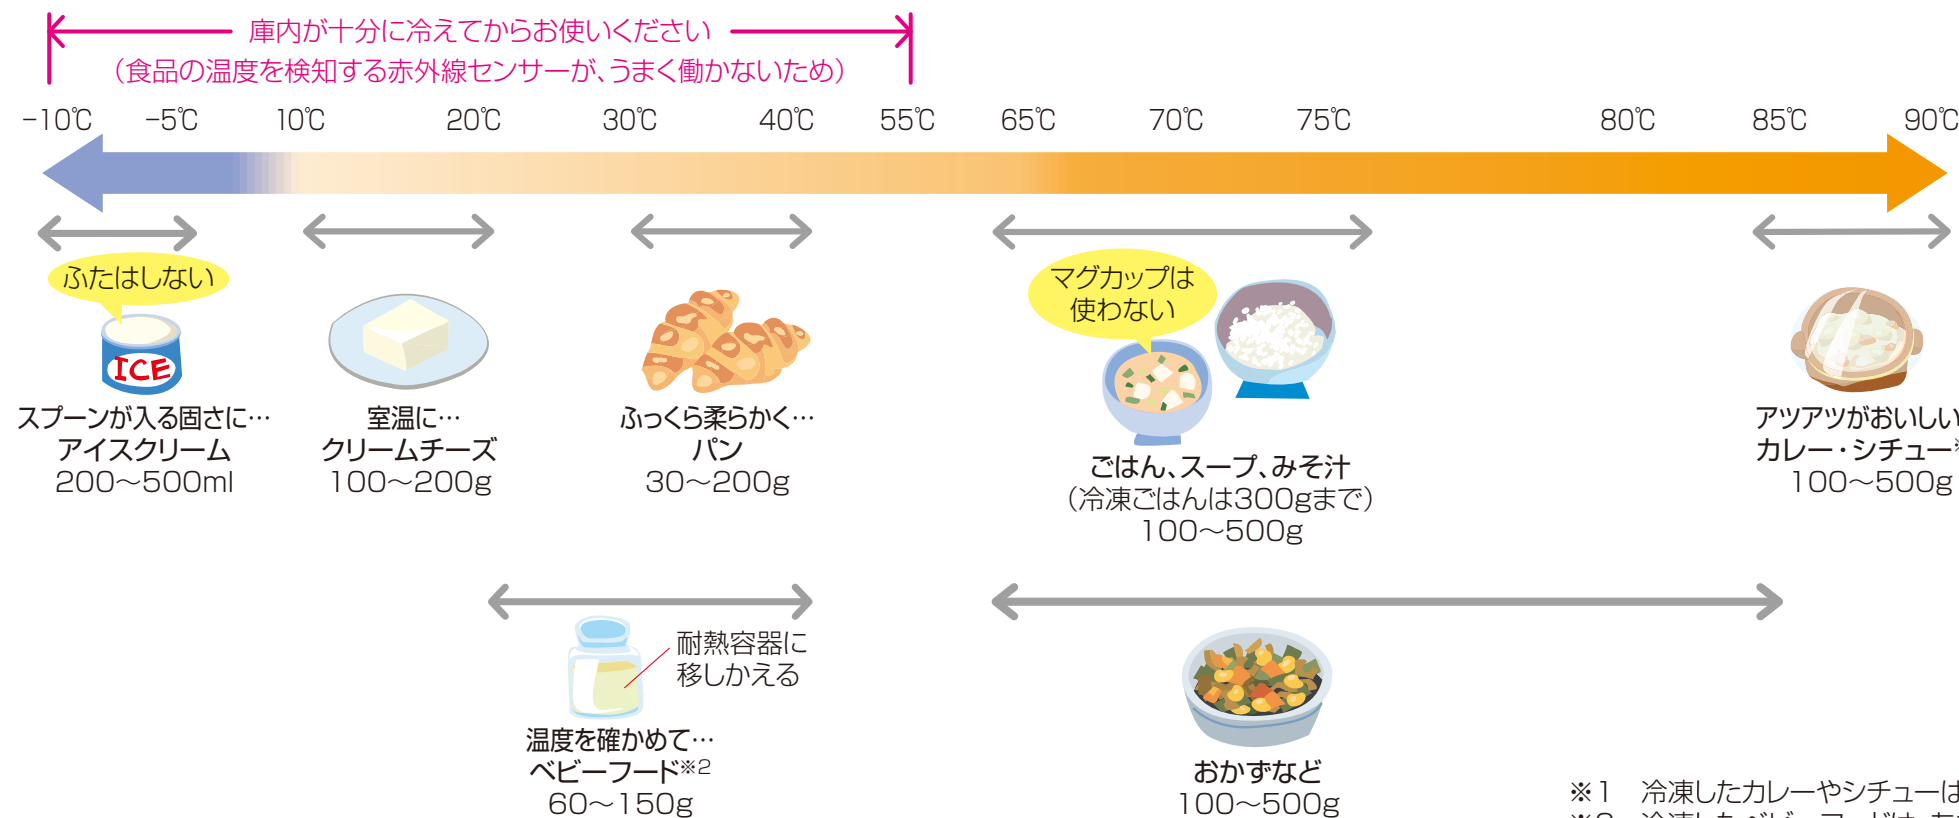 庫内が十分に冷えてからお使いください
（食品の温度を検知する赤外線センサーが、うまく働かないため）
−10℃ −5℃ 10℃ 20℃ 30℃ 40℃ 55℃ 65℃ 70℃ 75℃ 80℃ 85℃ 90℃
ふたはしない
ICE
スプーンが入る固さに…
アイスクリーム
200〜500ml
室温に…
クリームチーズ
100〜200g
ふっくら柔らかく…
パン
30〜200g
マグカップは
使わない
ごはん、スープ、みそ汁
（冷凍ごはんは300gまで）
100〜500g
アツアツがおいしい
カレー・シチュー
100〜500g
耐熱容器に
移しかえる
温度を確かめて…
ベビーフード※2
60〜150g
おかずなど
100〜500g
※1 冷凍したカレーやシチューは